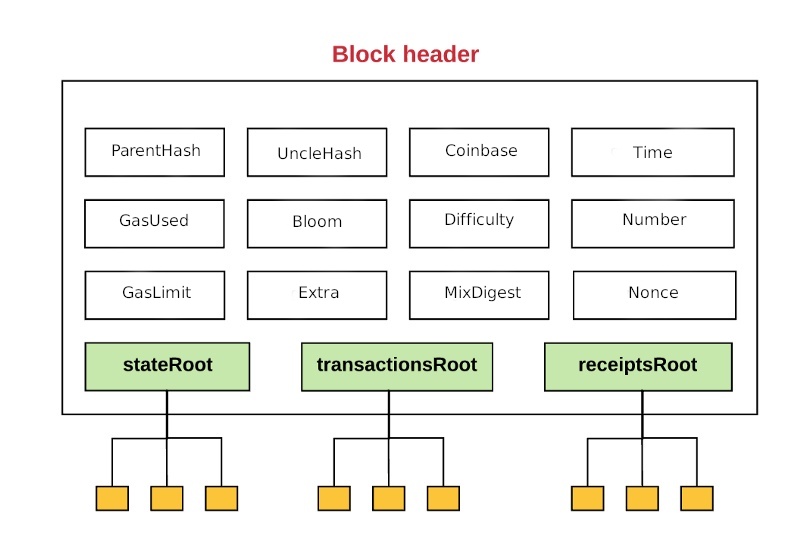 Block header
ParentHash
UncleHash
Coinbase
Time
GasUsed
Bloom
Difficulty
Number
GasLimit
Extra
MixDigest
Nonce
stateRoot
transactionsRoot
receiptsRoot